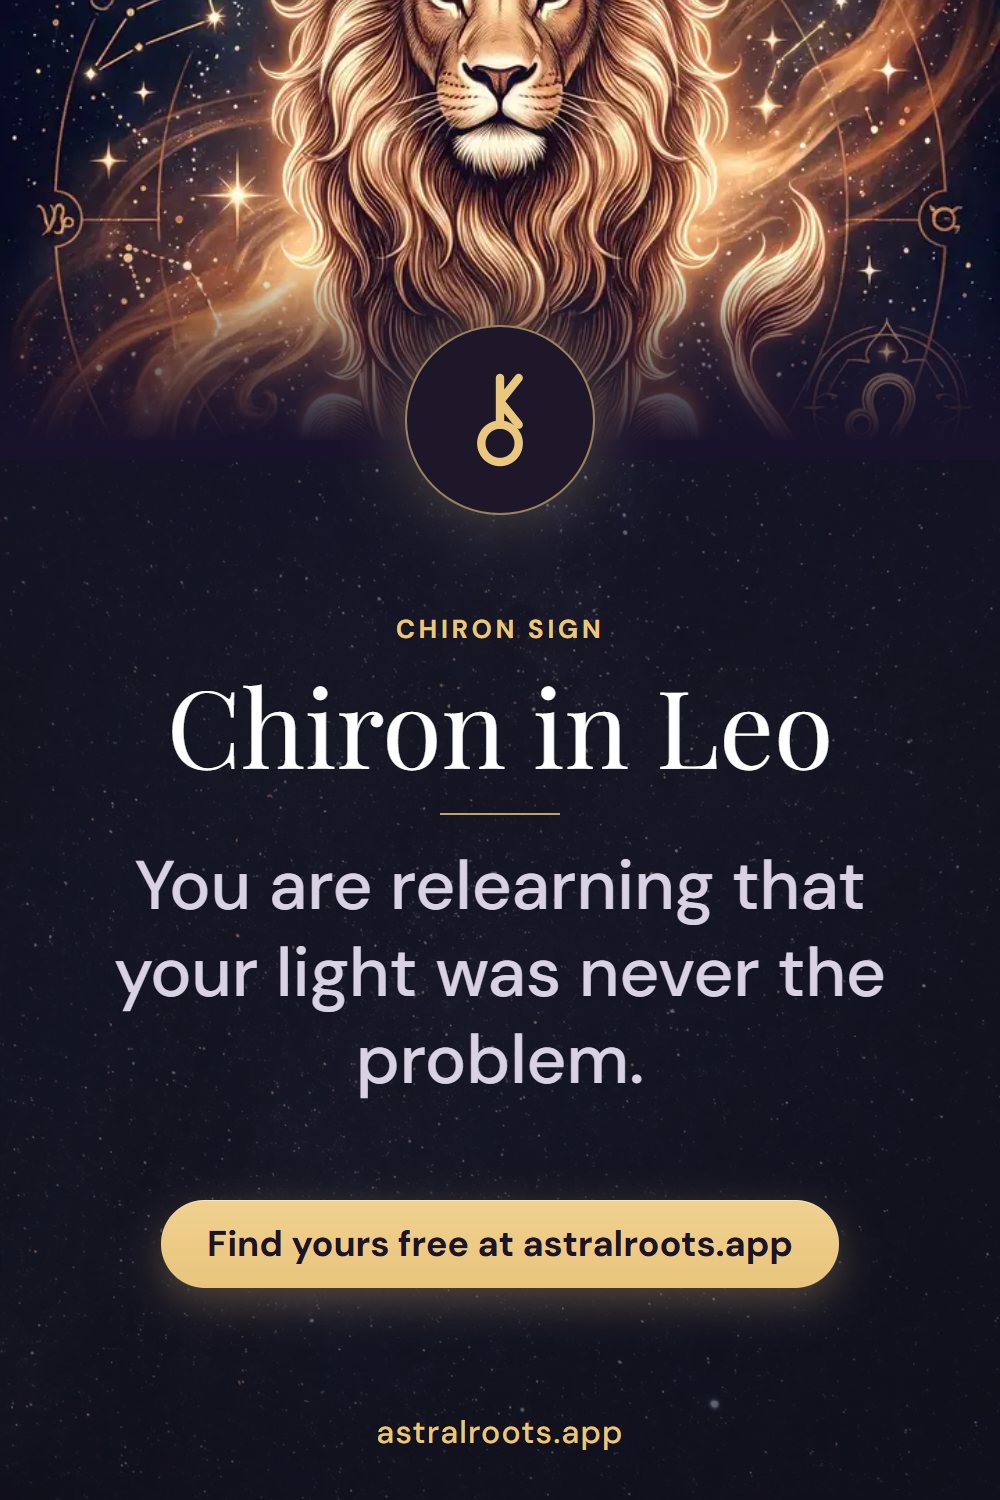 CHIRON SIGN
Chiron in Leo
You are relearning that
your light was never the
problem.
Find yours free at astralroots.app
astralroots.app